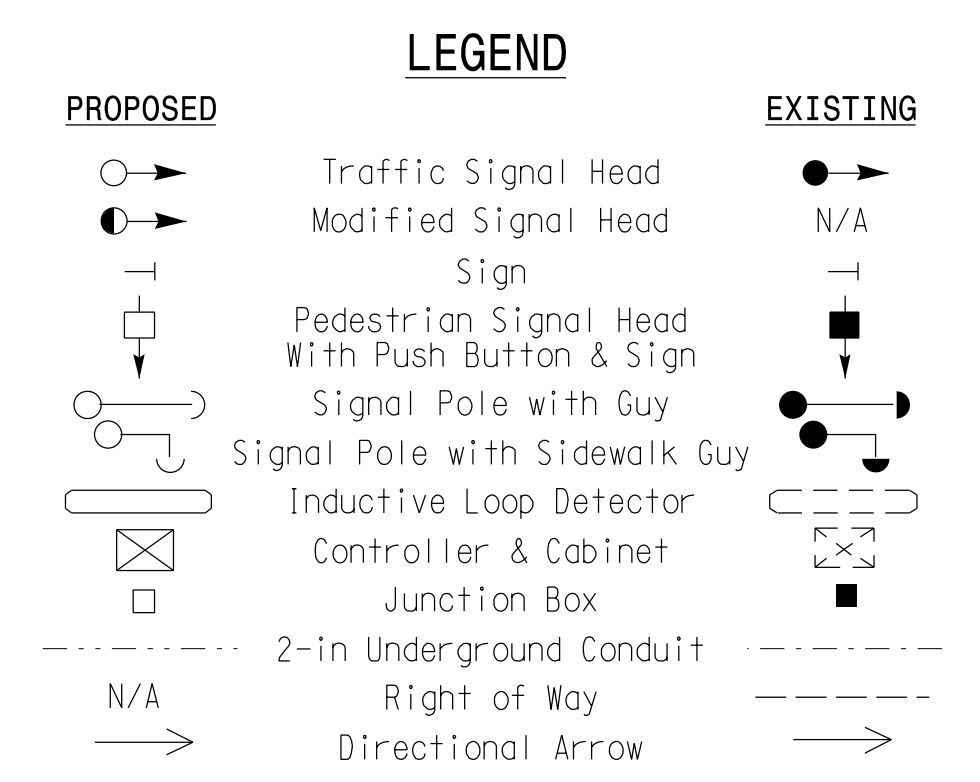 LEGEND
PROPOSED EXISTING
Traffic Signal Head
Modified Signal Head N/A
Sign
Pedestrian Signal Head
With Push Button & Sign
Signal Pole with Guy
Signal Pole with Sidewalk Guy
Inductive Loop Detector
Controller & Cabinet
Junction Box
2-in Underground Conduit
N/A Right of Way
Directional Arrow